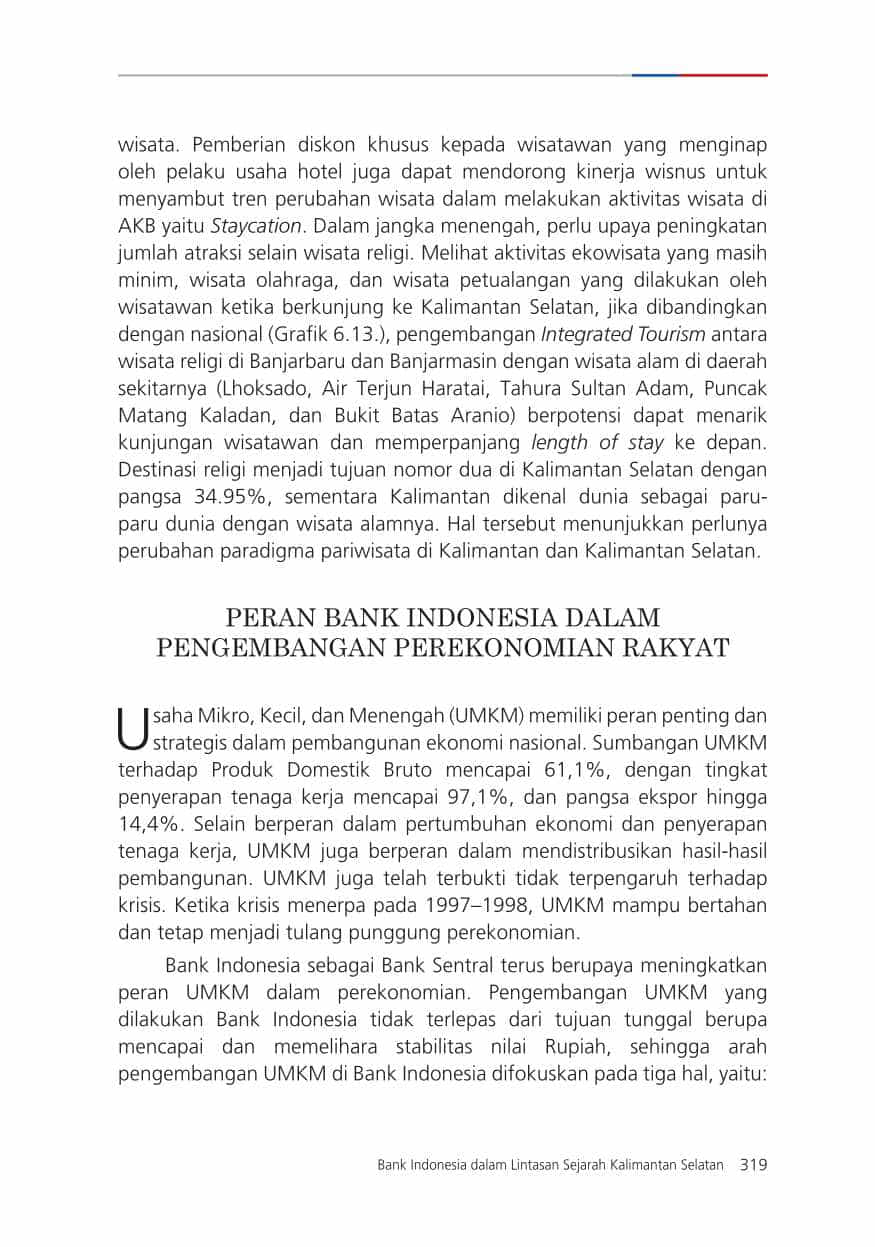 wisata. Pemberian diskon khusus kepada wisatawan yang menginap
oleh pelaku usaha hotel juga dapat mendorong kinerja wisnus untuk
menyambut tren perubahan wisata dalam melakukan aktivitas wisata di
AKB yaitu Staycation. Dalam jangka menengah, perlu upaya peningkatan
jumlah atraksi selain wisata religi. Melihat aktivitas ekowisata yang masih
minim, wisata olahraga, dan wisata petualangan yang dilakukan oleh
wisatawan ketika berkunjung ke Kalimantan Selatan, jika dibandingkan
dengan nasional (Grafik 6.13.), pengembangan Integrated Tourism antara
wisata religi di Banjarbaru dan Banjarmasin dengan wisata alam di daerah
sekitarnya (Lhoksado, Air Terjun Haratai, Tahura Sultan Adam, Puncak
Matang Kaladan, dan Bukit Batas Aranio) berpotensi dapat menarik
kunjungan wisatawan dan memperpanjang length of stay ke depan.
Destinasi religi menjadi tujuan nomor dua di Kalimantan Selatan dengan
pangsa 34.95%, sementara Kalimantan dikenal dunia sebagai paru-
paru dunia dengan wisata alamnya. Hal tersebut menunjukkan perlunya
perubahan paradigma pariwisata di Kalimantan dan Kalimantan Selatan.
PERAN BANK INDONESIA DALAM
PENGEMBANGAN PEREKONOMIAN RAKYAT
Usaha Mikro, Kecil, dan Menengah (UMKM) memiliki peran penting dan
strategis dalam pembangunan ekonomi nasional. Sumbangan UMKM
terhadap Produk Domestik Bruto mencapai 61,1%, dengan tingkat
penyerapan tenaga kerja mencapai 97,1%, dan pangsa ekspor hingga
14,4%. Selain berperan dalam pertumbuhan ekonomi dan penyerapan
tenaga kerja, UMKM juga berperan dalam mendistribusikan hasil-hasil
pembangunan. UMKM juga telah terbukti tidak terpengaruh terhadap
krisis. Ketika krisis menerpa pada 1997–1998, UMKM mampu bertahan
dan tetap menjadi tulang punggung perekonomian.
Bank Indonesia sebagai Bank Sentral terus berupaya meningkatkan
peran UMKM dalam perekonomian. Pengembangan UMKM yang
dilakukan Bank Indonesia tidak terlepas dari tujuan tunggal berupa
mencapai dan memelihara stabilitas nilai Rupiah, sehingga arah
pengembangan UMKM di Bank Indonesia difokuskan pada tiga hal, yaitu:
Bank Indonesia dalam Lintasan Sejarah Kalimantan Selatan 319